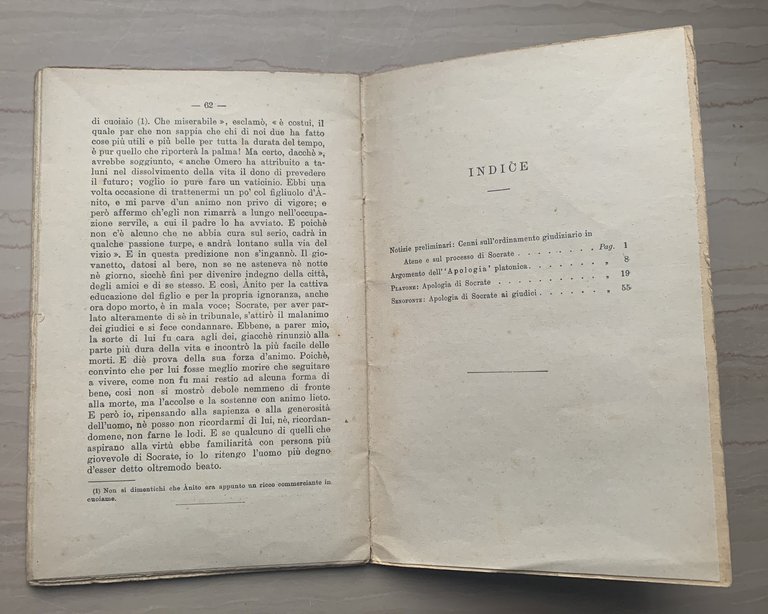 — 62 —
di cuoiaio (1). Che miserabile », esclamò, « è costui, il
quale par che non sappia che chi di noi due ha fatto
cose più utili e più belle per tutta la durata del tempo,
è pur quello che riporterà la palma! Ma certo, dacchè »,
avrebbe soggiunto, « anche Omero ha attribuito a ta-
luni nel dissolvimento della vita il dono di prevedere
il futuro; voglio io pure fare un vaticinio. Ebbi una
volta occasione di trattenermi un po' col figliuolo d'À-
nito, e mi parve d'un animo non privo di vigore; e
però affermo ch'egli non rimarrà a lungo nell'occupa-
zione servile, a cui il padre lo ha avviato. E poichè
non c'è alcuno che ne abbia cura sul serio, cadrà in
qualche passione turpe, e andrà lontano sulla via del
vizio ». E in questa predizione non s'ingannò. Il gio-
vanetto, datosi al bere, non se ne asteneva nè notte
nè giorno, sicchè finì per divenire indegno della città,
degli amici e di se stesso. E così, Ànito per la cattiva
educazione del figlio e per la propria ignoranza, anche
ora dopo morto, è in mala voce; Socrate, per aver par-
lato alteramente di sè in tribunale, s'attirò il malanimo
dei giudici e si fece condannare. Ebbene, a parer mio,
la sorte di lui fu cara agli dei, giacchè rinunziò alla
parte più dura della vita e incontrò la più facile delle
morti. E diè prova della sua forza d'animo. Poichè,
convinto che per lui fosse meglio morire che seguitare
a vivere, come non fu mai restio ad alcuna forma di
bene, così non si mostrò debole nemmeno di fronte
alla morte, ma l'accolse e la sostenne con animo lieto.
E però io, ripensando alla sapienza e alla generosità
dell'uomo, nè posso non ricordarmi di lui, nè, ricordan-
domene, non farne le lodi. E se qualcuno di quelli che
aspirano alla virtù ebbe familiarità con persona più
giovevole di Socrate, io lo ritengo l'uomo più degno
d'esser detto oltremodo beato.
(1) Non si dimentichi che Ànito era appunto un ricco commerciante in
cuoiame.
INDICE
Notizie preliminari: Cenni sull'ordinamento giudiziario in
Atene e sul processo di Socrate . . . . . . . . Pag. 1
Argomento dell'"Apologia" platonica . . . . . . . . „ 8
PLATONE: Apologia di Socrate . . . . . . . . . „ 19
SENOFONTE: Apologia di Socrate ai giudici . . . . . . „ 55